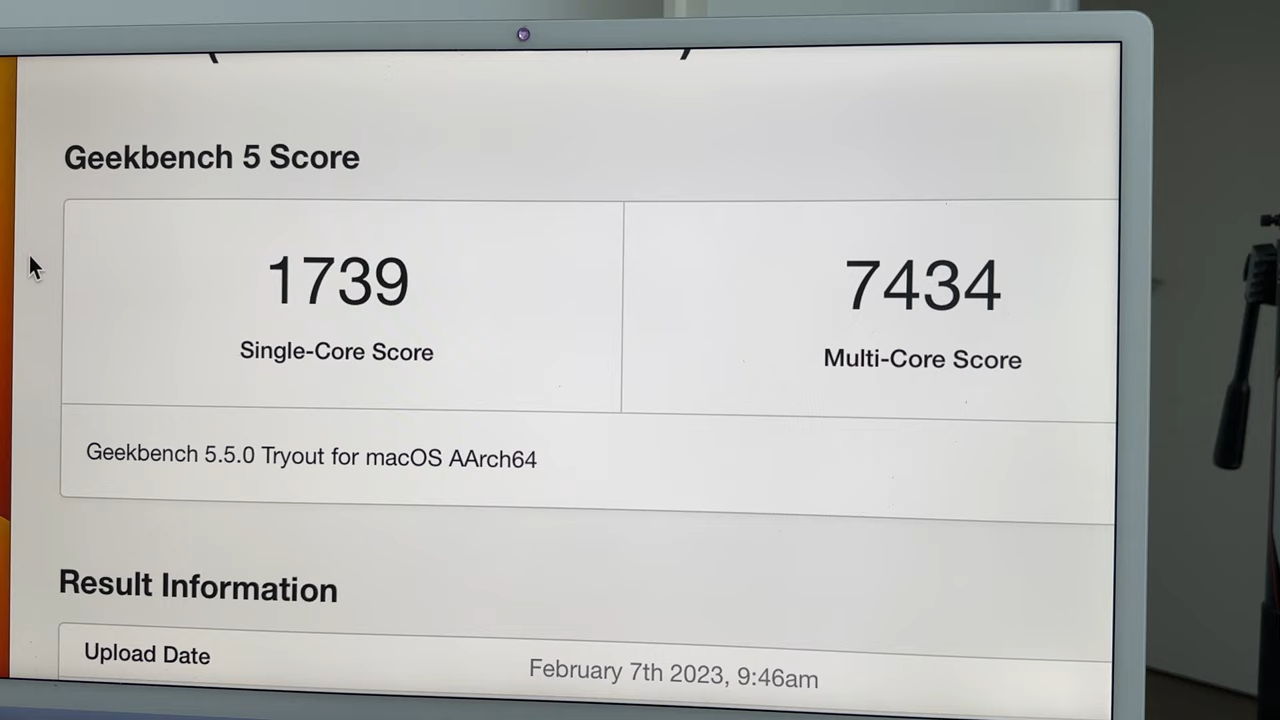 Geekbench 5 Score
1739
Single-Core Score
7434
Multi-Core Score
Geekbench 5.5.0 Tryout for macOS AArch64
Result Information
Upload Date
February 7th 2023, 9:46am